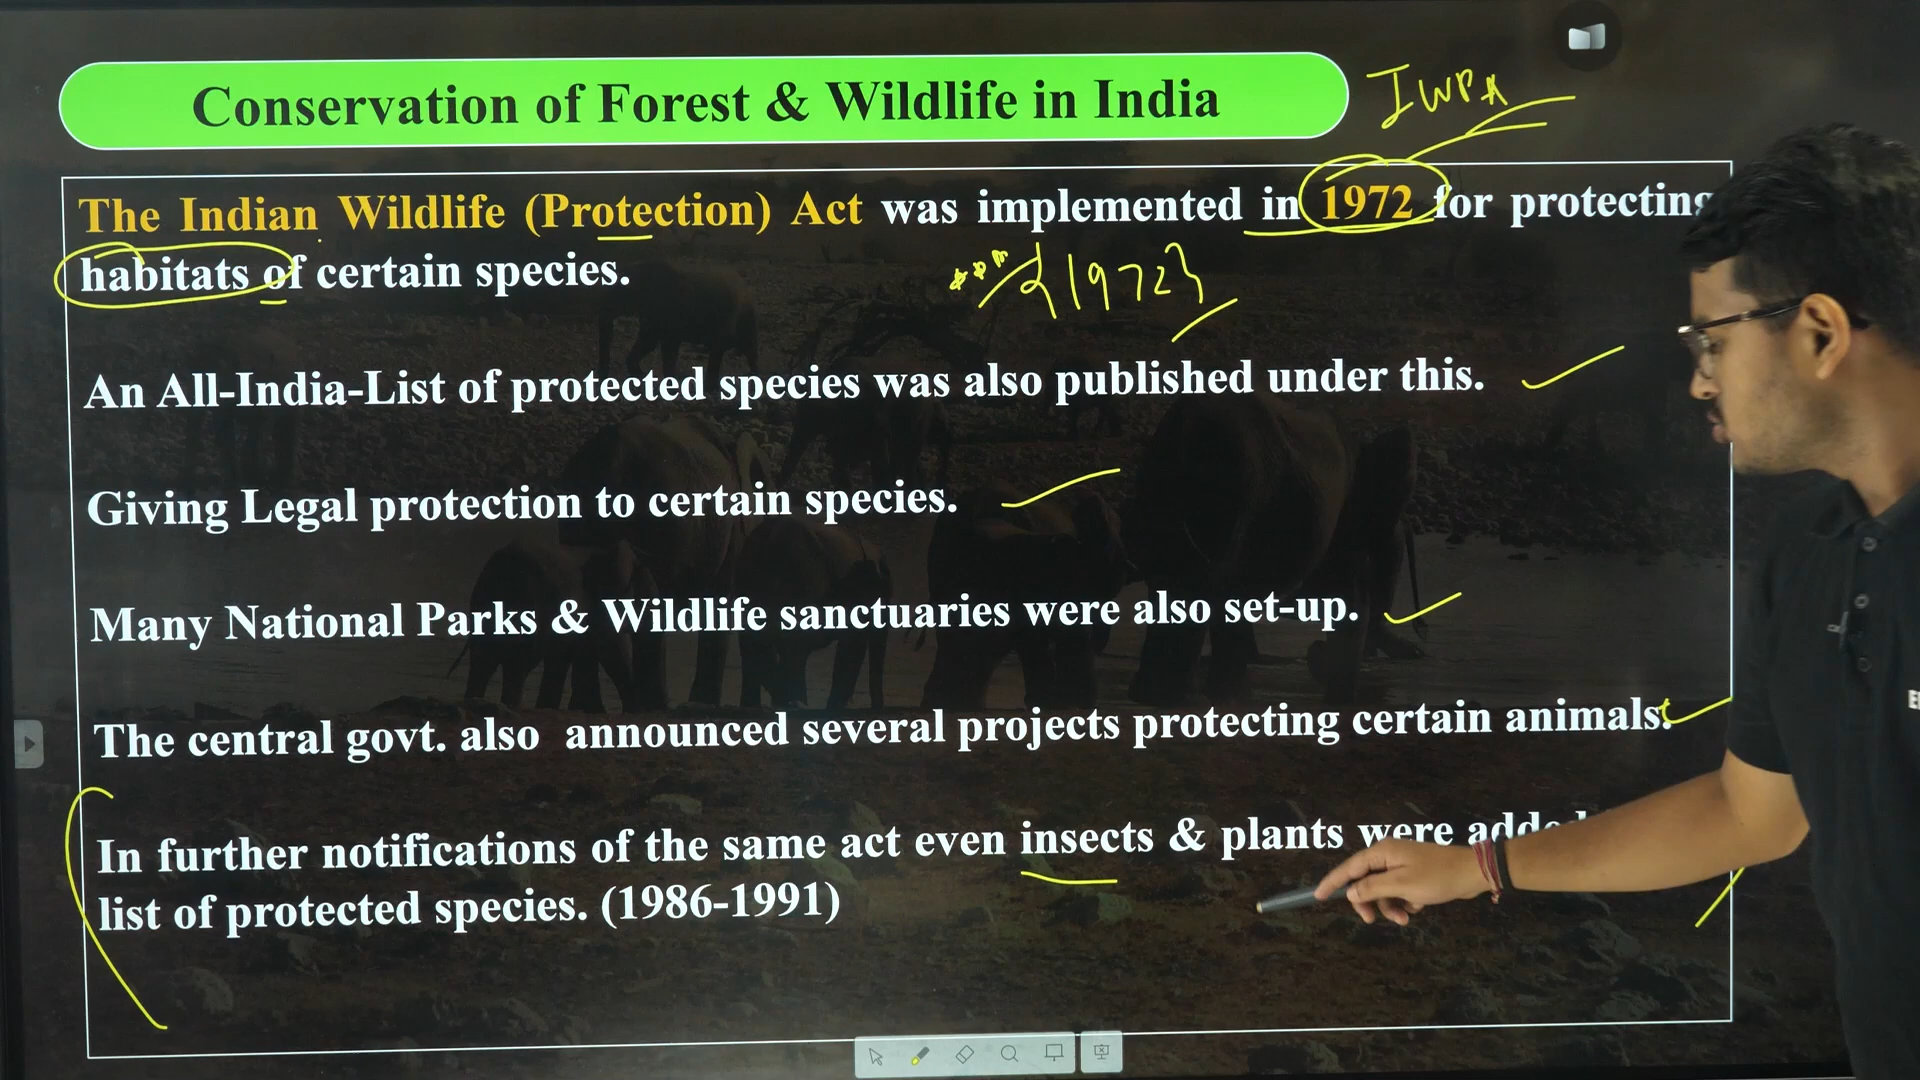 Conservation of Forest & Wildlife in India
IWPA
The Indian Wildlife (Protection) Act was implemented in 1972 for protecting
habitats of certain species.
{1972}
An All-India-List of protected species was also published under this.
Giving Legal protection to certain species.
Many National Parks & Wildlife sanctuaries were also set-up.
The central govt. also announced several projects protecting certain animals.
In further notifications of the same act even insects & plants were added
list of protected species. (1986-1991)